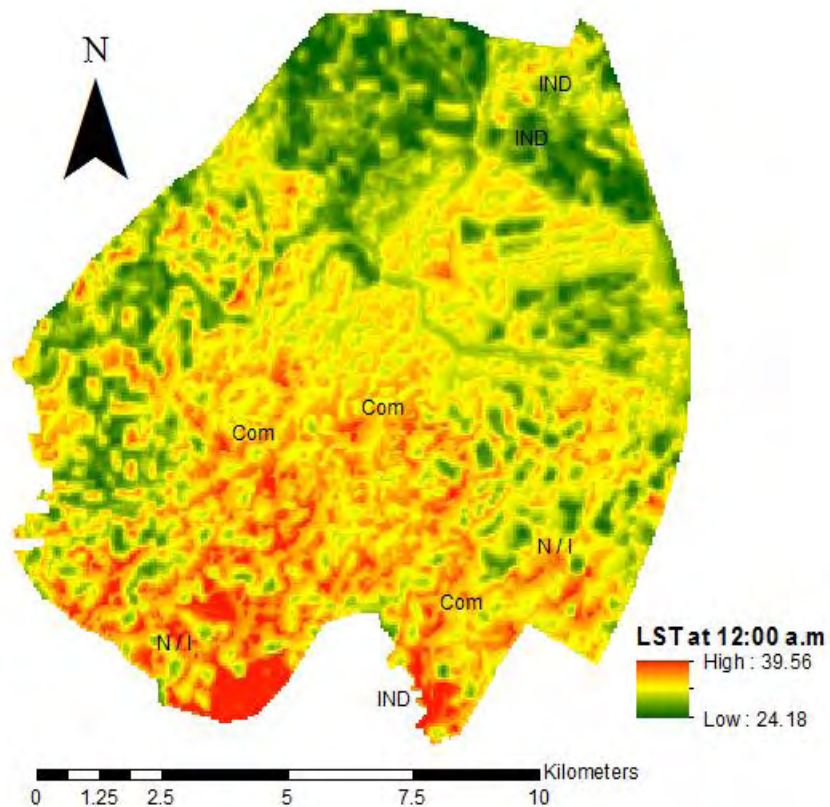 N
IND
IND
Com
Com
N / I
Com
N / I
IND
LST at 12:00 a.m
High : 39.56
Low : 24.18
Kilometers
0 1.25 2.5 5 7.5 10